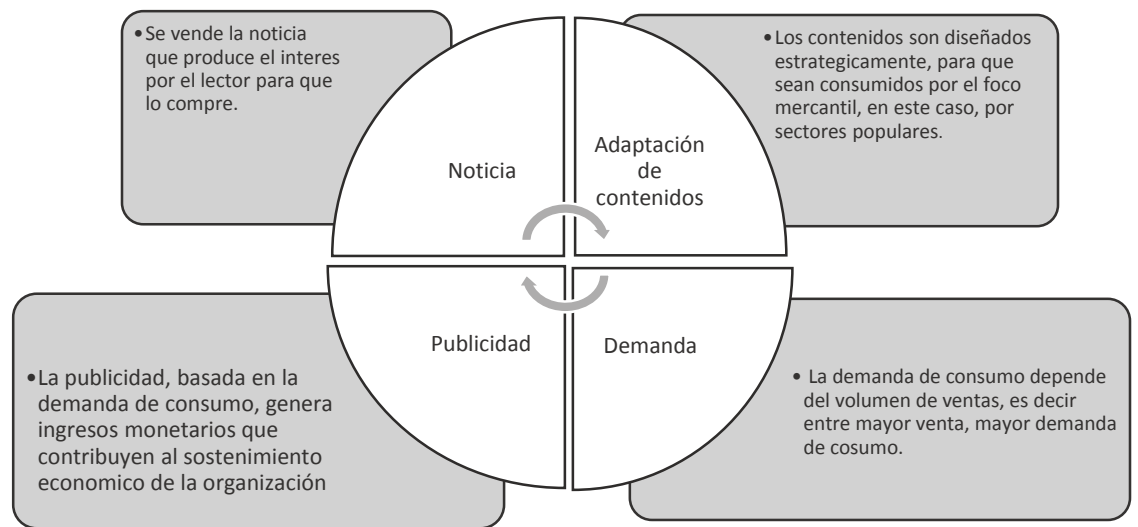 •Se vende la noticia
que produce el interes
por el lector para que
lo compre.
•Los contenidos son diseñados
estrategicamente, para que
sean consumidos por el foco
mercantil, en este caso, por
sectores populares.
Noticia
Adaptación
de
contenidos
Publicidad
Demanda
•La publicidad, basada en la
demanda de consumo, genera
ingresos monetarios que
contribuyen al sostenimiento
economico de la organización
• La demanda de consumo depende
del volumen de ventas, es decir
entre mayor venta, mayor demanda
de cosumo.